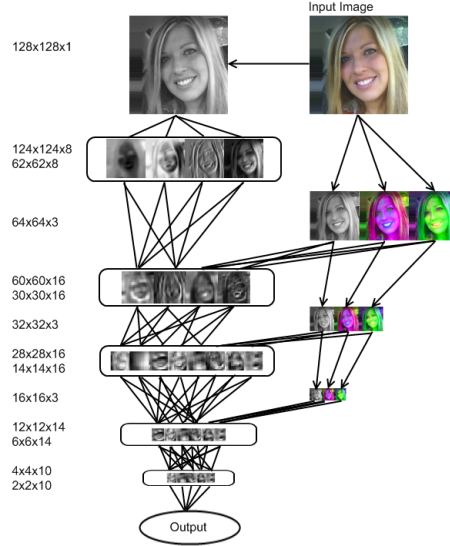 Input Image
128x128x1
124x124x8
62x62x8
64x64x3
60x60x16
30x30x16
32x32x3
28x28x16
14x14x16
16x16x3
12x12x14
6x6x14
4x4x10
2x2x10
Output